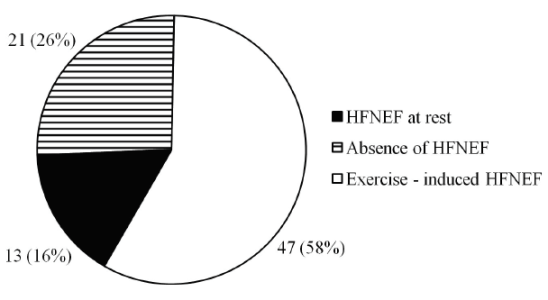 21 (26%)
HFNEF at rest
Absence of HFNEF
Exercise - induced HFNEF
13 (16%)
47 (58%)